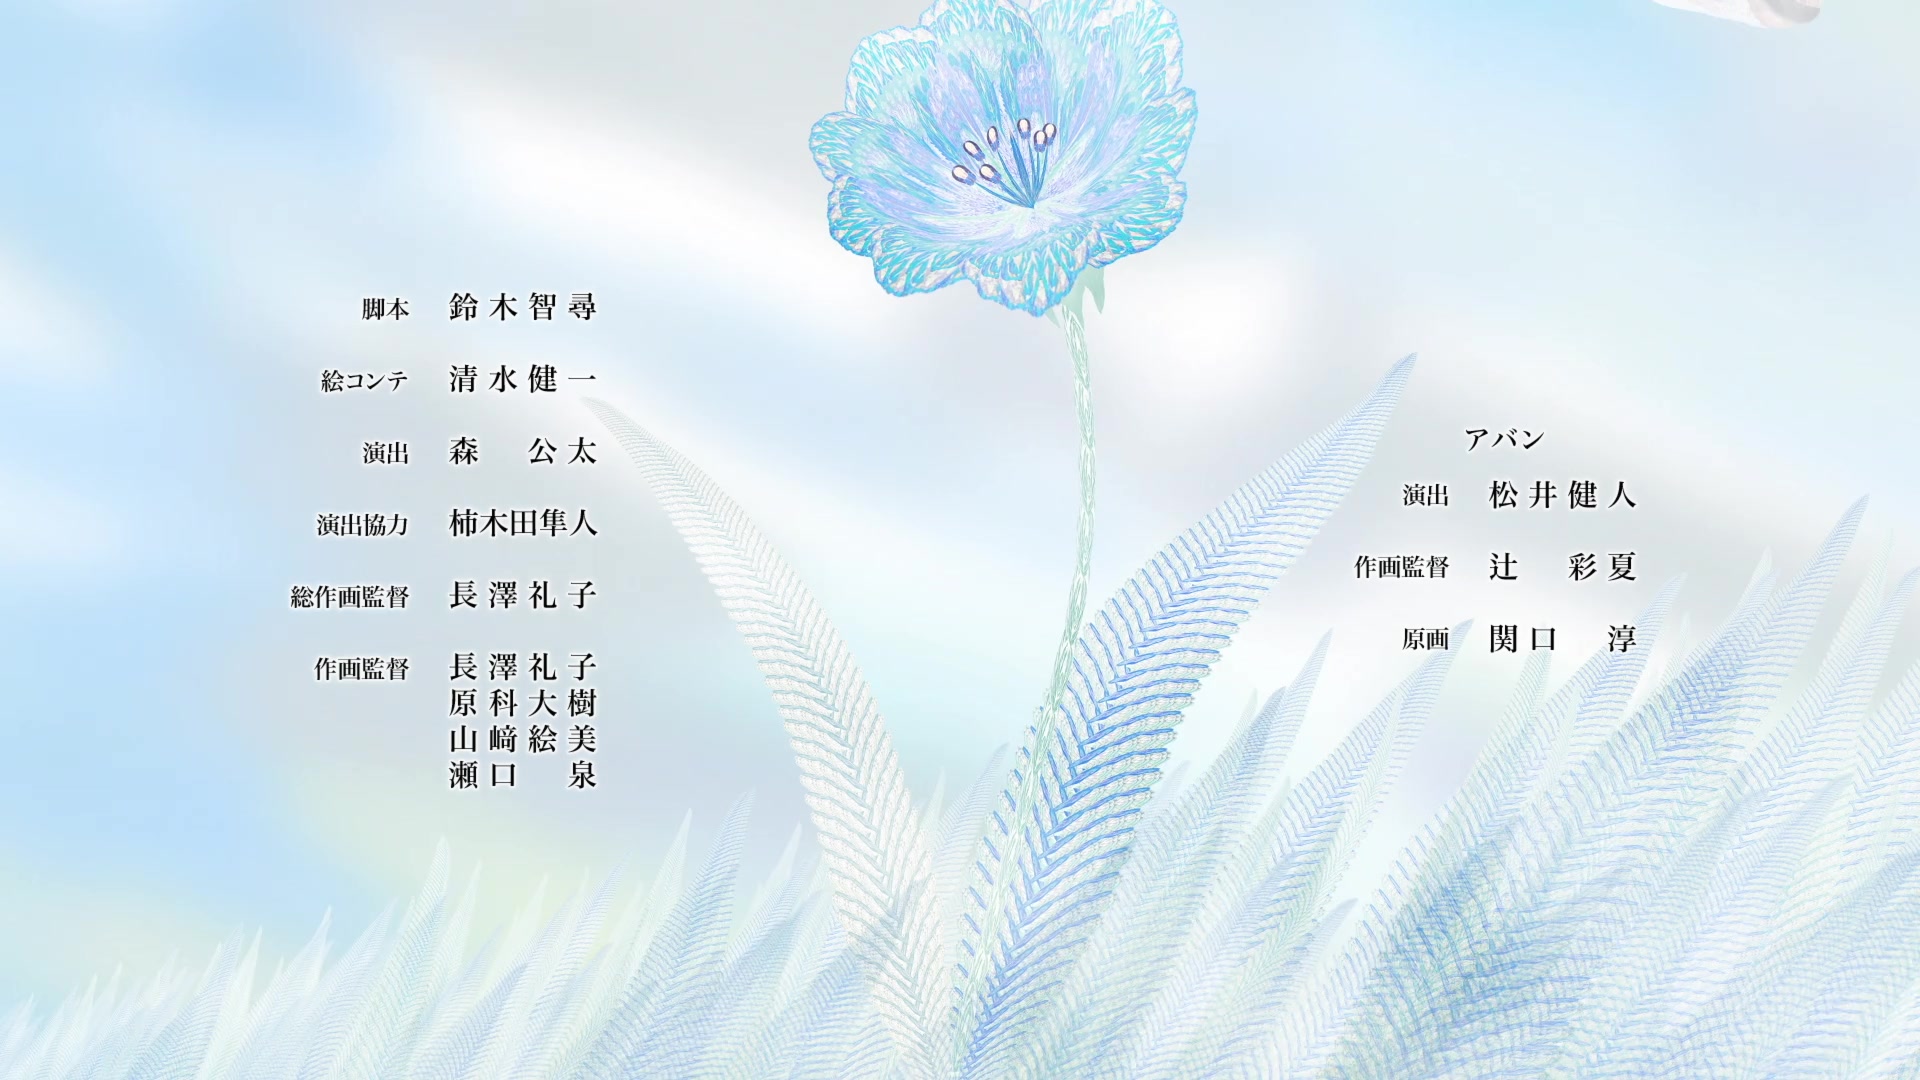 脚本 鈴木智尋
絵コンテ 清水健一
演出 森 公太
演出協力 柿木田隼人
総作画監督 長澤礼子
作画監督 長澤礼子
原科大樹
山﨑絵美
瀬口 泉
アバン
演出 松井健人
作画監督 辻 彩夏
原画 関口 淳